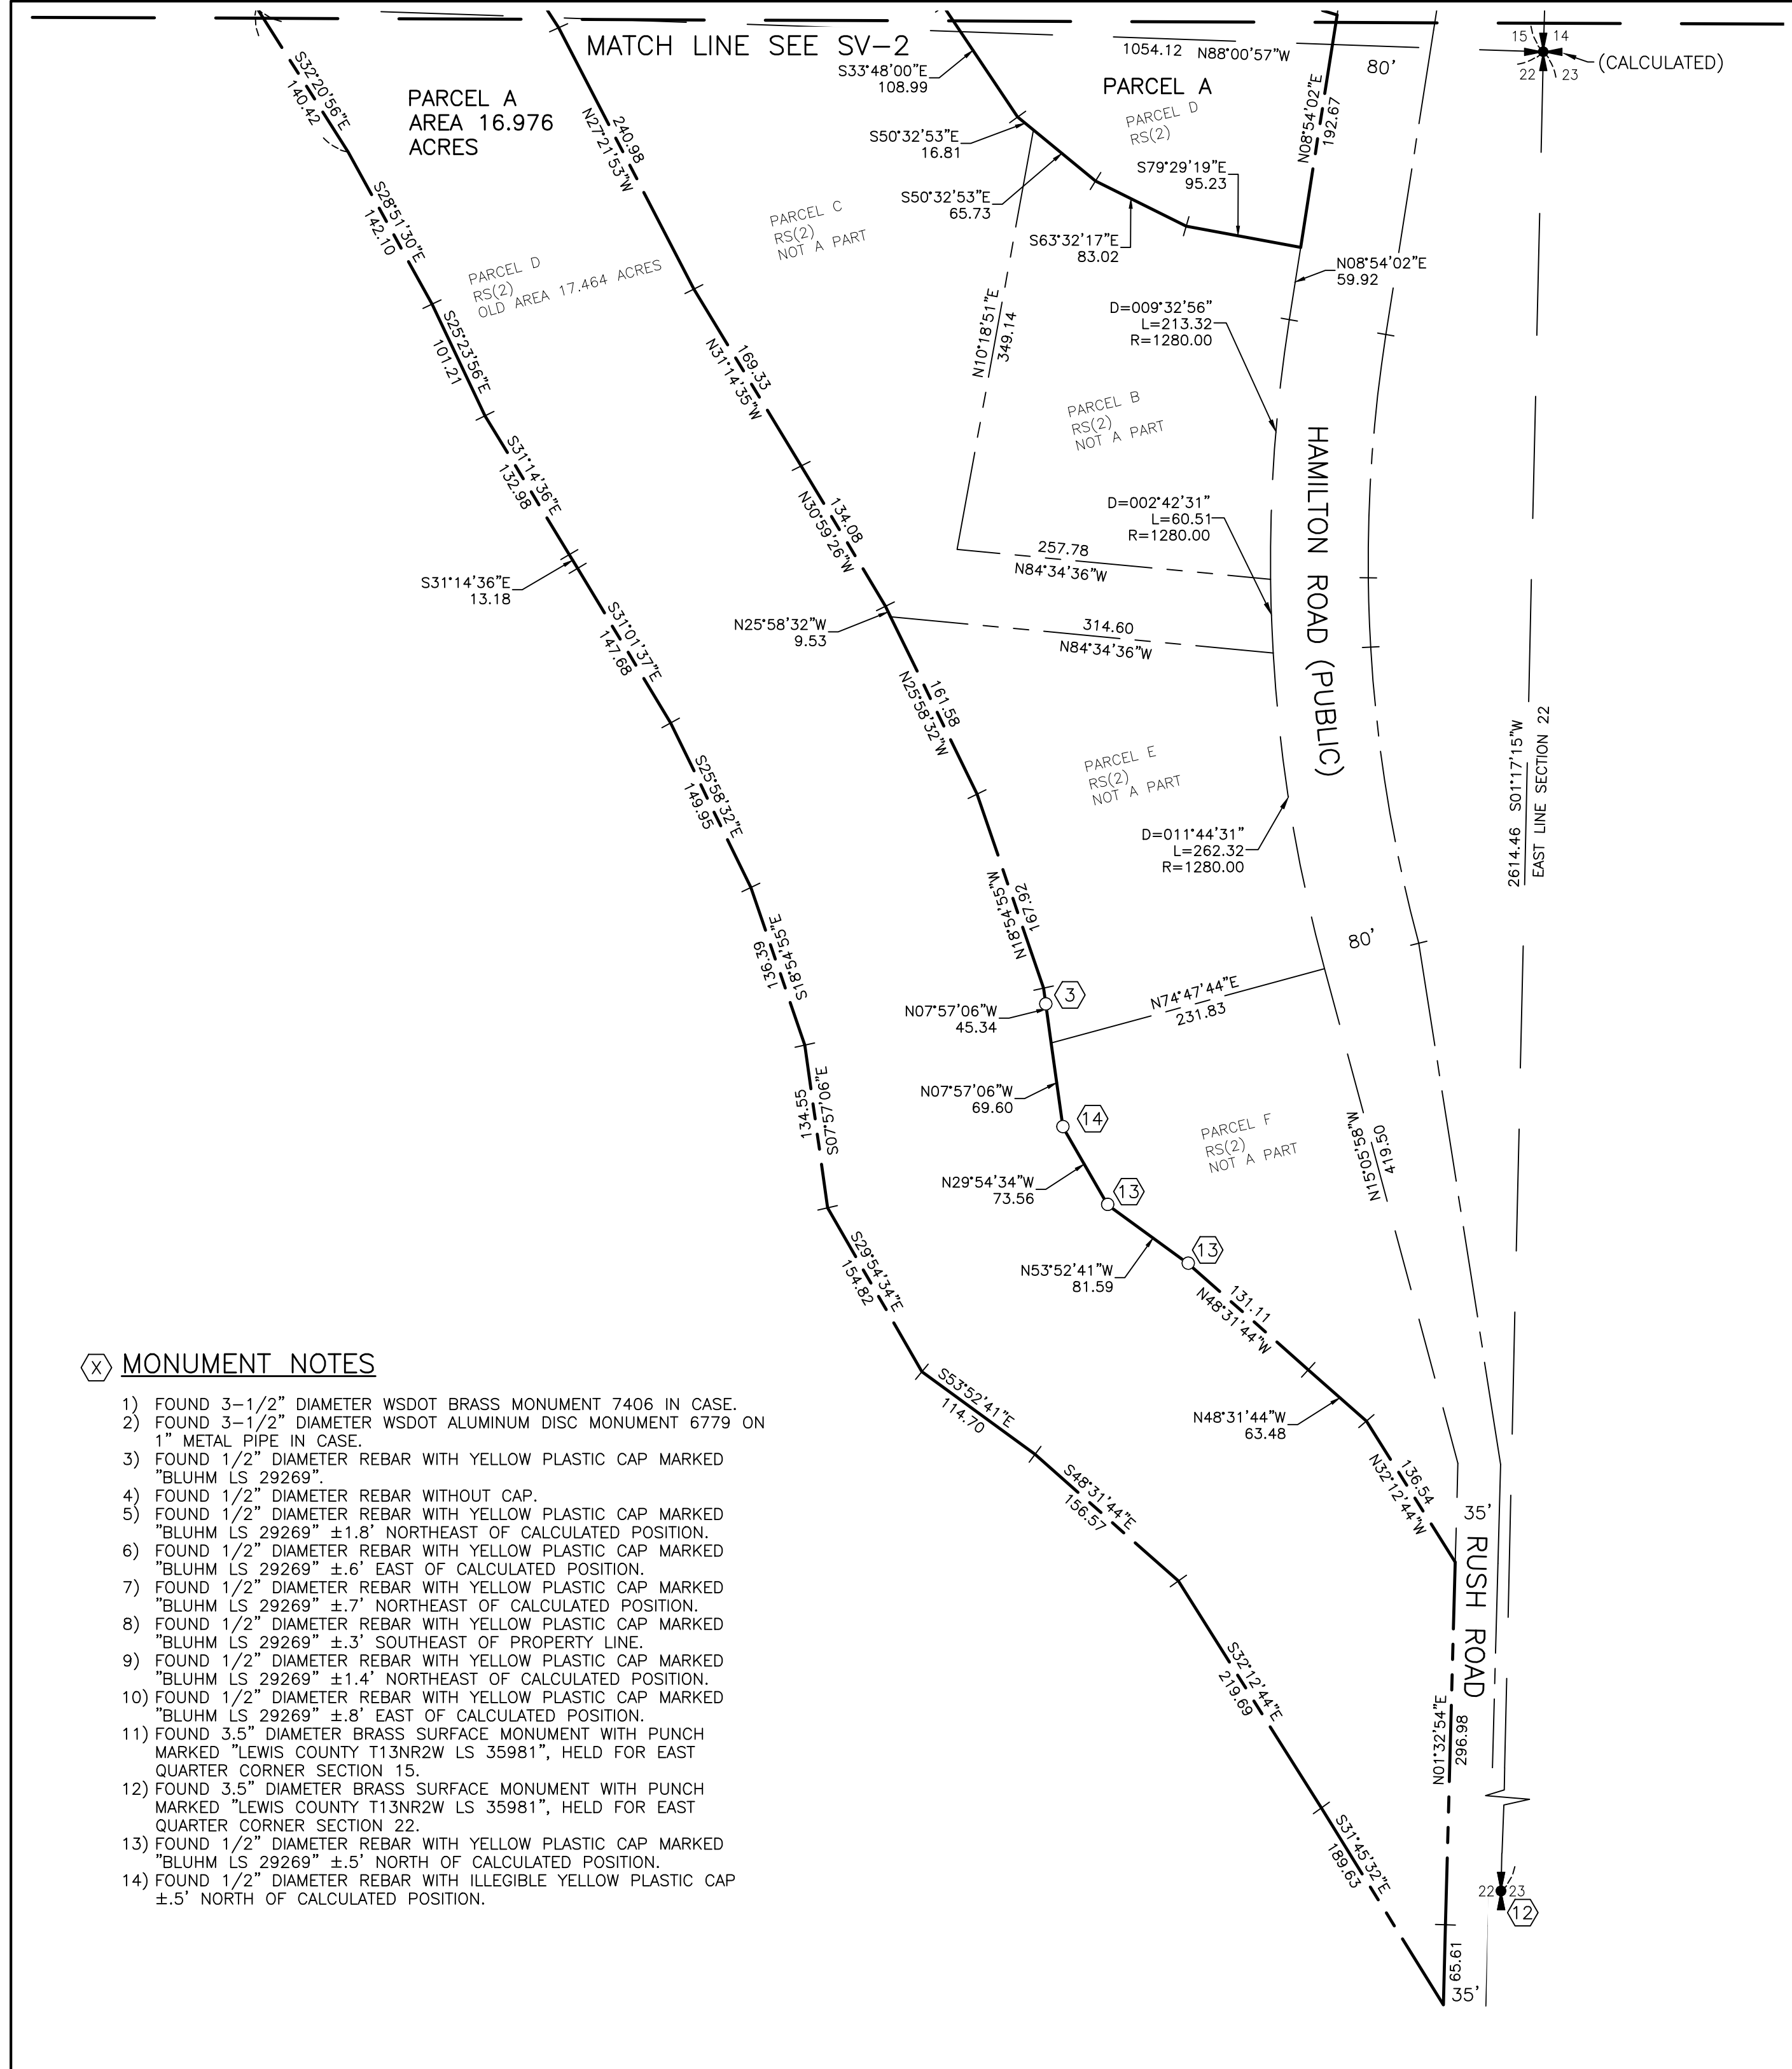 MATCH LINE SEE SV-2
1054.12 N88°00'57"W
15 14
22 23
(CALCULATED)
80'
S32°20'56"E
140.42
PARCEL A
AREA 16.976
ACRES
240.98
N27°21'53"W
S33°48'00"E
108.99
PARCEL A
PARCEL D
RS(2)
N08°54'02"E
192.67
S50°32'53"E
16.81
S79°29'19"E
95.23
S50°32'53"E
65.73
S63°32'17"E
83.02
S28°51'30"E
142.10
PARCEL C
RS(2)
NOT A PART
PARCEL D
RS(2)
OLD AREA 17.464 ACRES
N08°54'02"E
59.92
N10°18'51"E
349.14
D=009°32'56"
L=213.32
R=1280.00
S25°23'56"E
101.21
169.33
N31°14'35"W
PARCEL B
RS(2)
NOT A PART
HAMILTON ROAD (PUBLIC)
S31°14'36"E
132.98
134.08
N30°59'26"W
D=002°42'31"
L=60.51
R=1280.00
257.78
N84°34'36"W
S31°14'36"E
13.18
N25°58'32"W
9.53
314.60
N84°34'36"W
S31°01'37"E
147.68
161.58
N25°58'32"W
PARCEL E
RS(2)
NOT A PART
2614.46 S01°17'15"W
EAST LINE SECTION 22
S25°58'32"E
149.95
D=011°44'31"
L=262.32
R=1280.00
167.92
N18°54'55"W
S18°54'55"E
136.39
80'
3
N07°57'06"W
45.34
N74°47'44"E
231.83
134.55
S07°57'06"E
N07°57'06"W
69.60
14
PARCEL F
RS(2)
NOT A PART
N15°05'58"W
419.50
N29°54'34"W
73.56
13
13
N53°52'41"W
81.59
S29°54'34"E
154.82
131.11
N48°31'44"W
S53°52'41"E
114.70
N48°31'44"W
63.48
S48°31'44"E
156.57
136.54
N32°12'44"W
35'
RUSH ROAD
S32°12'44"E
219.69
N01°32'54"E
296.98
S31°45'32"E
189.63
22 23
12
65.61
35'
X MONUMENT NOTES
1) FOUND 3-1/2" DIAMETER WSDOT BRASS MONUMENT 7406 IN CASE.
2) FOUND 3-1/2" DIAMETER WSDOT ALUMINUM DISC MONUMENT 6779 ON
1" METAL PIPE IN CASE.
3) FOUND 1/2" DIAMETER REBAR WITH YELLOW PLASTIC CAP MARKED
"BLUHM LS 29269".
4) FOUND 1/2" DIAMETER REBAR WITHOUT CAP.
5) FOUND 1/2" DIAMETER REBAR WITH YELLOW PLASTIC CAP MARKED
"BLUHM LS 29269" ±1.8' NORTHEAST OF CALCULATED POSITION.
6) FOUND 1/2" DIAMETER REBAR WITH YELLOW PLASTIC CAP MARKED
"BLUHM LS 29269" ±.6' EAST OF CALCULATED POSITION.
7) FOUND 1/2" DIAMETER REBAR WITH YELLOW PLASTIC CAP MARKED
"BLUHM LS 29269" ±.7' NORTHEAST OF CALCULATED POSITION.
8) FOUND 1/2" DIAMETER REBAR WITH YELLOW PLASTIC CAP MARKED
"BLUHM LS 29269" ±.3' SOUTHEAST OF PROPERTY LINE.
9) FOUND 1/2" DIAMETER REBAR WITH YELLOW PLASTIC CAP MARKED
"BLUHM LS 29269" ±1.4' NORTHEAST OF CALCULATED POSITION.
10) FOUND 1/2" DIAMETER REBAR WITH YELLOW PLASTIC CAP MARKED
"BLUHM LS 29269" ±.8' EAST OF CALCULATED POSITION.
11) FOUND 3.5" DIAMETER BRASS SURFACE MONUMENT WITH PUNCH
MARKED "LEWIS COUNTY T13NR2W LS 35981", HELD FOR EAST
QUARTER CORNER SECTION 15.
12) FOUND 3.5" DIAMETER BRASS SURFACE MONUMENT WITH PUNCH
MARKED "LEWIS COUNTY T13NR2W LS 35981", HELD FOR EAST
QUARTER CORNER SECTION 22.
13) FOUND 1/2" DIAMETER REBAR WITH YELLOW PLASTIC CAP MARKED
"BLUHM LS 29269" ±.5' NORTH OF CALCULATED POSITION.
14) FOUND 1/2" DIAMETER REBAR WITH ILLEGIBLE YELLOW PLASTIC CAP
±.5' NORTH OF CALCULATED POSITION.